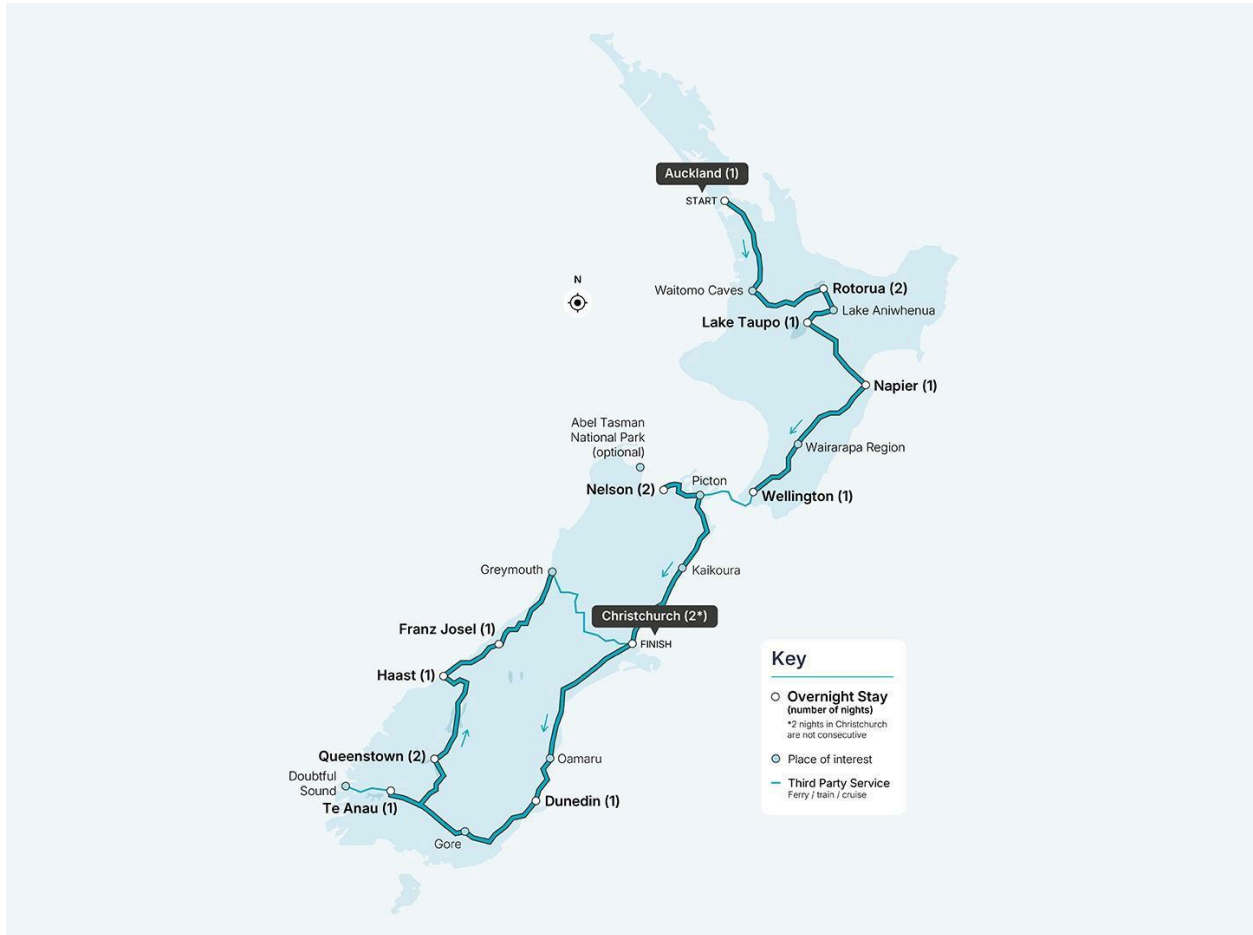 Auckland (1)
START
N
Waitomo Caves
Rotorua (2)
Lake Aniwhenua
Lake Taupo (1)
Napier (1)
Abel Tasman
National Park
(optional)
Wairarapa Region
Nelson (2)
Picton
Wellington (1)
Greymouth
Kaikoura
Christchurch (2*)
Franz Josel (1)
FINISH
Haast (1)
Queenstown (2)
Oamaru
Doubtful
Sound
Te Anau (1)
Dunedin (1)
Gore
Key
Overnight Stay
(number of nights)
*2 nights in Christchurch
are not consecutive
Place of interest
Third Party Service
Ferry / train / cruise